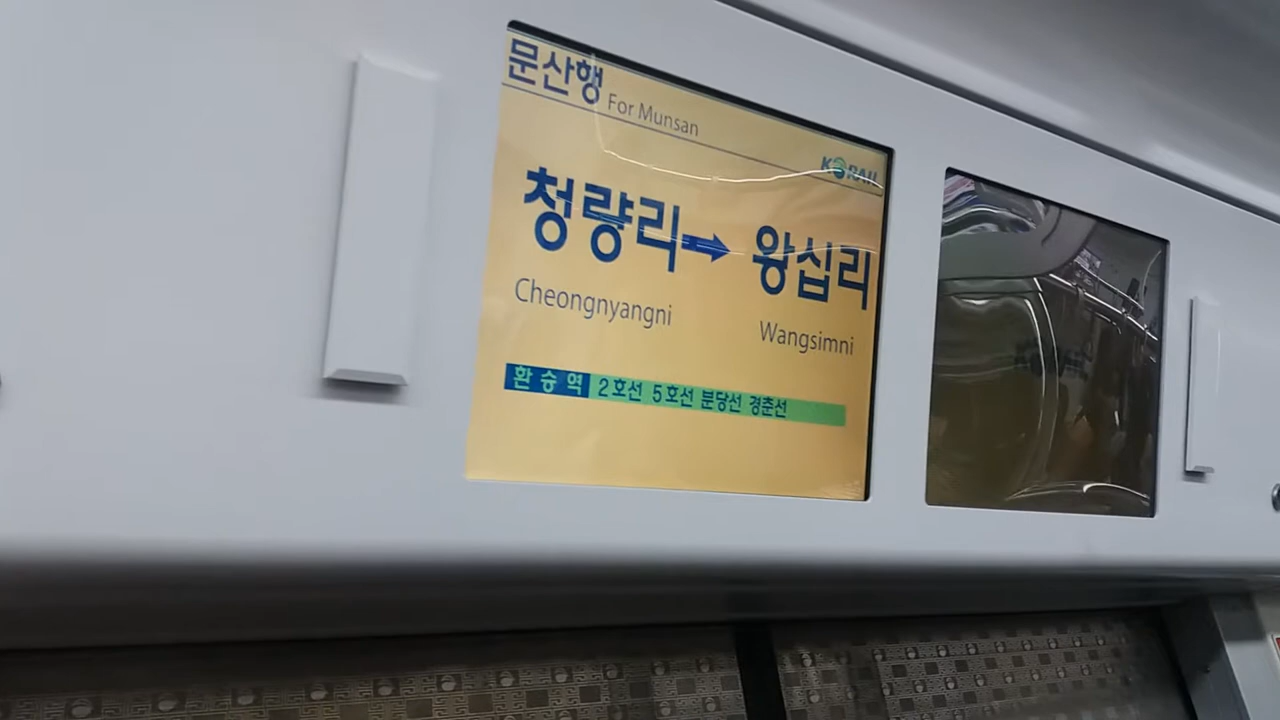 문산행 For Munsan
KORAIL
청량리 → 왕십리
Cheongnyangni Wangsimni
환승역 2호선 5호선 분당선 경춘선